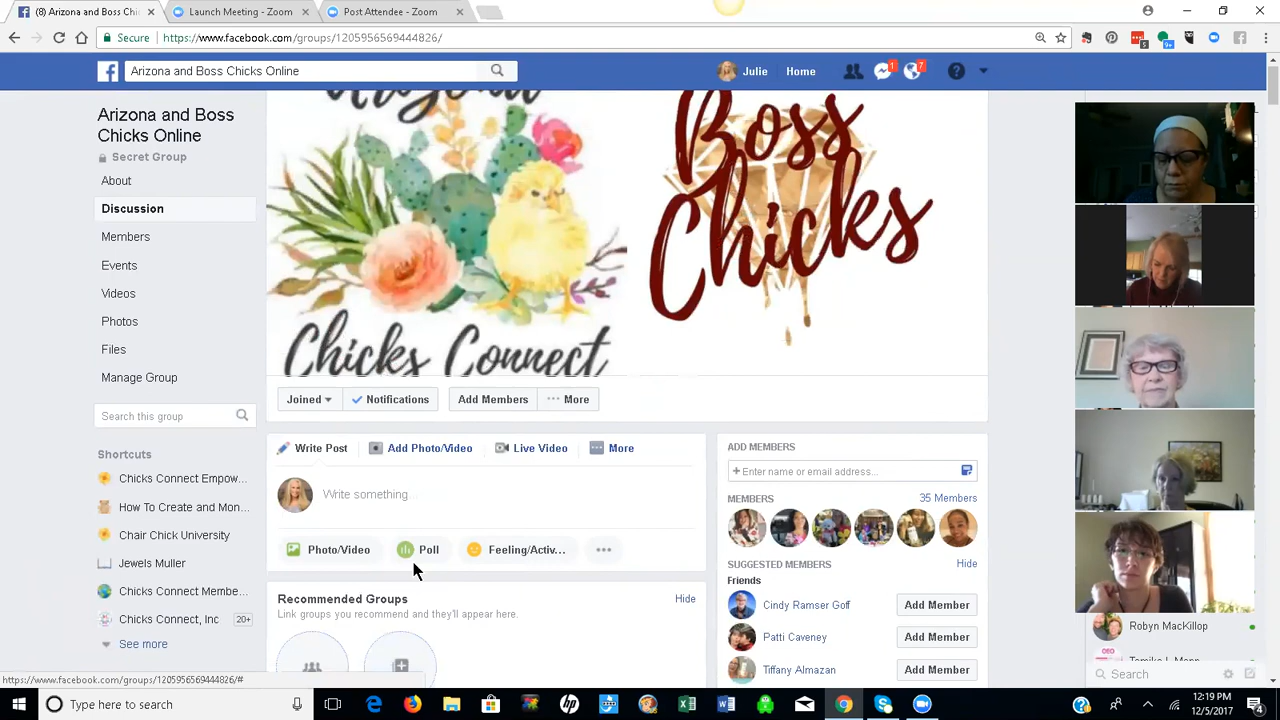 (8) Arizona and Boss Chi
Launch Meeting - Zoom
Post Attendee - Zoom
Secure
https://www.facebook.com/groups/1205956569444826/
Arizona and Boss Chicks Online
Julie
Home
1
7
5
9+
Arizona and Boss
Chicks Online
Secret Group
About
Discussion
Members
Events
Videos
Photos
Files
Manage Group
Search this group
Shortcuts
Chicks Connect Empow...
How To Create and Mon...
Chair Chick University
Jewels Muller
Chicks Connect Membe...
Chicks Connect, Inc
20+
See more
Boss
Chicks
Chicks Connect
Joined
Notifications
Add Members
More
Write Post
Add Photo/Video
Live Video
More
Write something...
Photo/Video
Poll
Feeling/Activ...
Recommended Groups
Hide
Link groups you recommend and they'll appear here.
ADD MEMBERS
+ Enter name or email address...
MEMBERS
35 Members
SUGGESTED MEMBERS
Hide
Friends
Cindy Ramser Goff
Add Member
Patti Caveney
Add Member
Tiffany Almazan
Add Member
Robyn MacKillop
Search
https://www.facebook.com/groups/1205956569444826/#
Type here to search
12:19 PM
12/5/2017
4